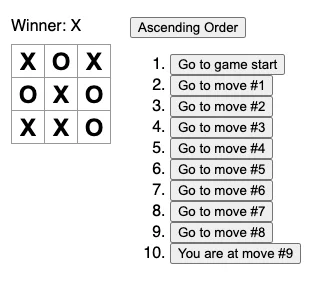 Winner: X
Ascending Order
X O X
O X O
X X O
1. Go to game start
2. Go to move #1
3. Go to move #2
4. Go to move #3
5. Go to move #4
6. Go to move #5
7. Go to move #6
8. Go to move #7
9. Go to move #8
10. You are at move #9